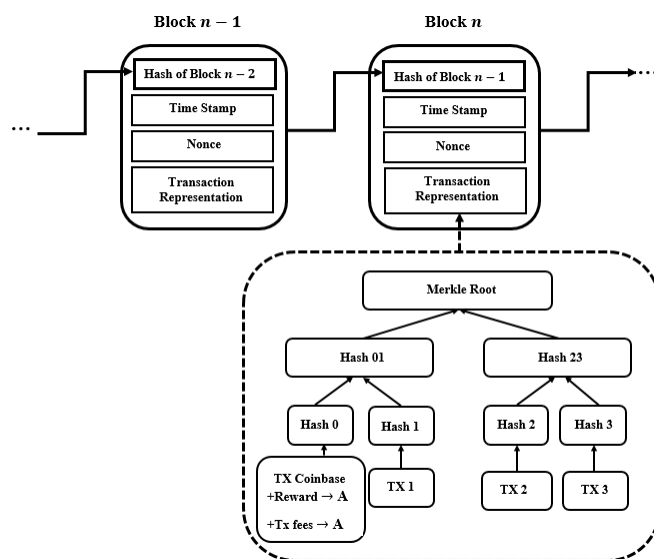 Block n − 1
Block n
Hash of Block n − 2
Time Stamp
Nonce
Transaction
Representation
Hash of Block n − 1
Time Stamp
Nonce
Transaction
Representation
...
...
Merkle Root
Hash 01
Hash 23
Hash 0
Hash 1
Hash 2
Hash 3
TX Coinbase
+Reward → A
+Tx fees → A
TX 1
TX 2
TX 3